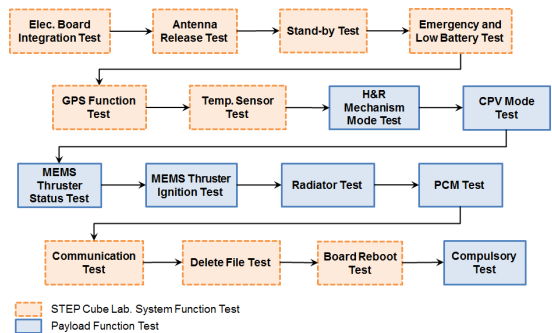 Elec. Board
Integration Test
Antenna
Release Test
Stand-by Test
Emergency and
Low Battery Test
GPS Function
Test
Temp. Sensor
Test
H&R
Mechanism
Mode Test
CPV Mode
Test
MEMS
Thruster
Status Test
MEMS Thruster
Ignition Test
Radiator Test
PCM Test
Communication
Test
Delete File Test
Board Reboot
Test
Compulsory
Test
STEP Cube Lab. System Function Test
Payload Function Test